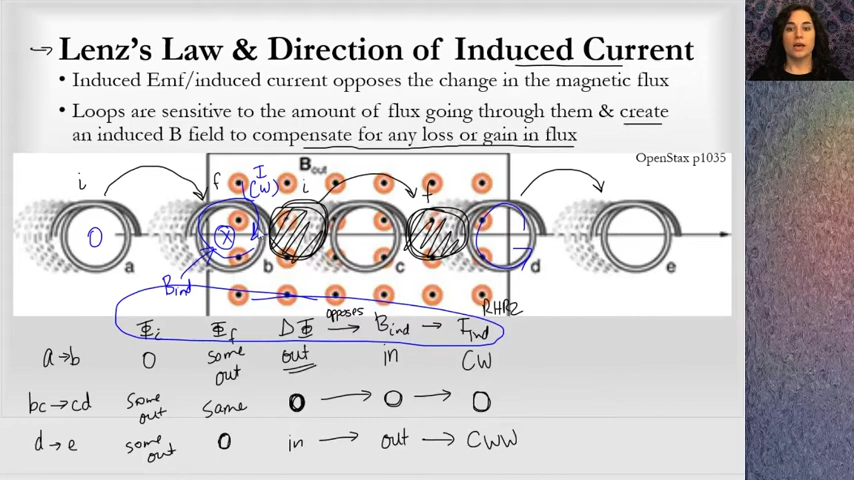 Lenz's Law & Direction of Induced Current
• Induced Emf/induced current opposes the change in the magnetic flux
• Loops are sensitive to the amount of flux going through them & create
an induced B field to compensate for any loss or gain in flux
OpenStax p1035
Bout
I
(CW)
i
f
i
f
0
X
a
b
c
d
e
Bind
RHR2
Φi Φf ΔΦ opposes → Bind → Iind
a→b 0 some out out in CW
bc→cd some out same 0 → 0 → 0
d→e some out 0 in → out → CWW